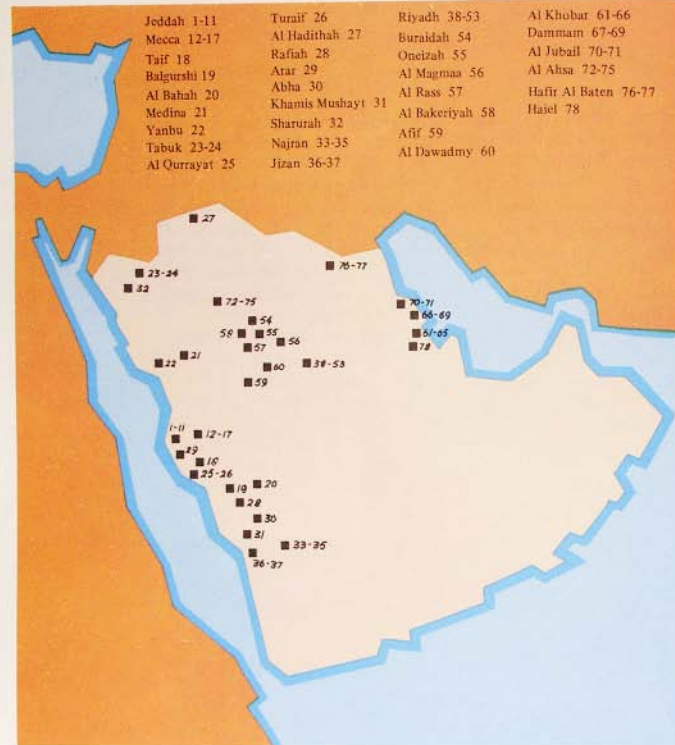 Jeddah 1-11
Mecca 12-17
Taif 18
Balgurshi 19
Al Bahah 20
Medina 21
Yanbu 22
Tabuk 23-24
Al Qurrayat 25
Turaif 26
Al Hadithah 27
Rafiah 28
Arar 29
Abha 30
Khamis Mushayt 31
Sharurah 32
Najran 33-35
Jizan 36-37
Riyadh 38-53
Buraidah 54
Oneizah 55
Al Magmaa 56
Al Rass 57
Al Bakeriyah 58
Afif 59
Al Dawadmy 60
Al Khobar 61-66
Dammam 67-69
Al Jubail 70-71
Al Ahsa 72-75
Hafir Al Baten 76-77
Haiel 78
27
23-24
76-77
32
72-75
70-71
54
66-69
58
55
61-65
57
56
78
21
22
60
38-53
59
1-11
12-17
29
18
25-26
19
20
28
30
31
33-35
36-37